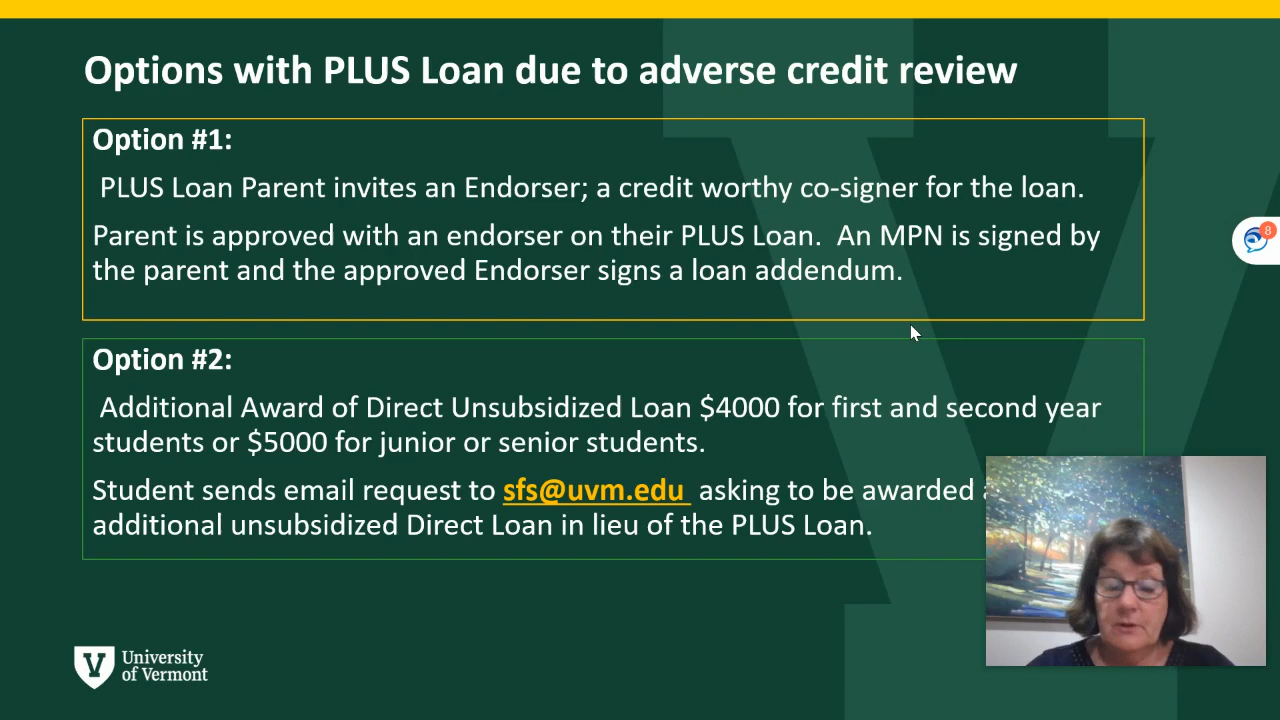 Options with PLUS Loan due to adverse credit review
Option #1:
PLUS Loan Parent invites an Endorser; a credit worthy co-signer for the loan.
Parent is approved with an endorser on their PLUS Loan.  An MPN is signed by
the parent and the approved Endorser signs a loan addendum.
8
Option #2:
Additional Award of Direct Unsubsidized Loan $4000 for first and second year
students or $5000 for junior or senior students.
Student sends email request to sfs@uvm.edu  asking to be awarded
additional unsubsidized Direct Loan in lieu of the PLUS Loan.
University
of Vermont